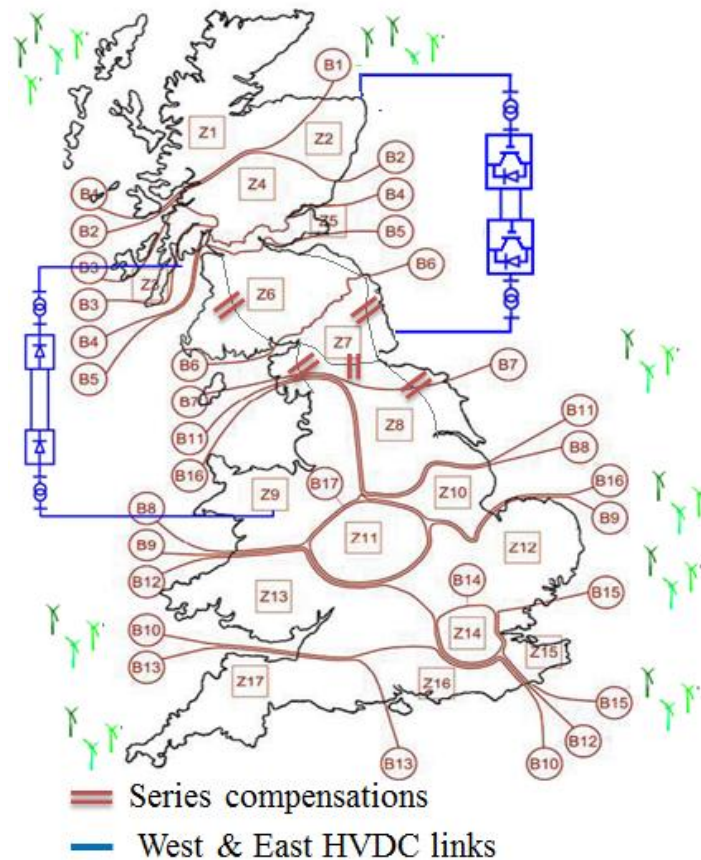 B1
Z1
Z2
B2
B1
Z4
B4
B2
Z5
B5
B3
Z3
B6
B3
Z6
B4
Z7
B6
B5
B7
B7
B11
Z8
B11
B16
B8
B17
B16
Z9
Z10
B8
B9
Z11
Z12
B9
B12
B14
B15
Z13
B10
Z14
B13
Z15
Z16
Z17
B15
B12
B13
B10
Series compensations
West & East HVDC links